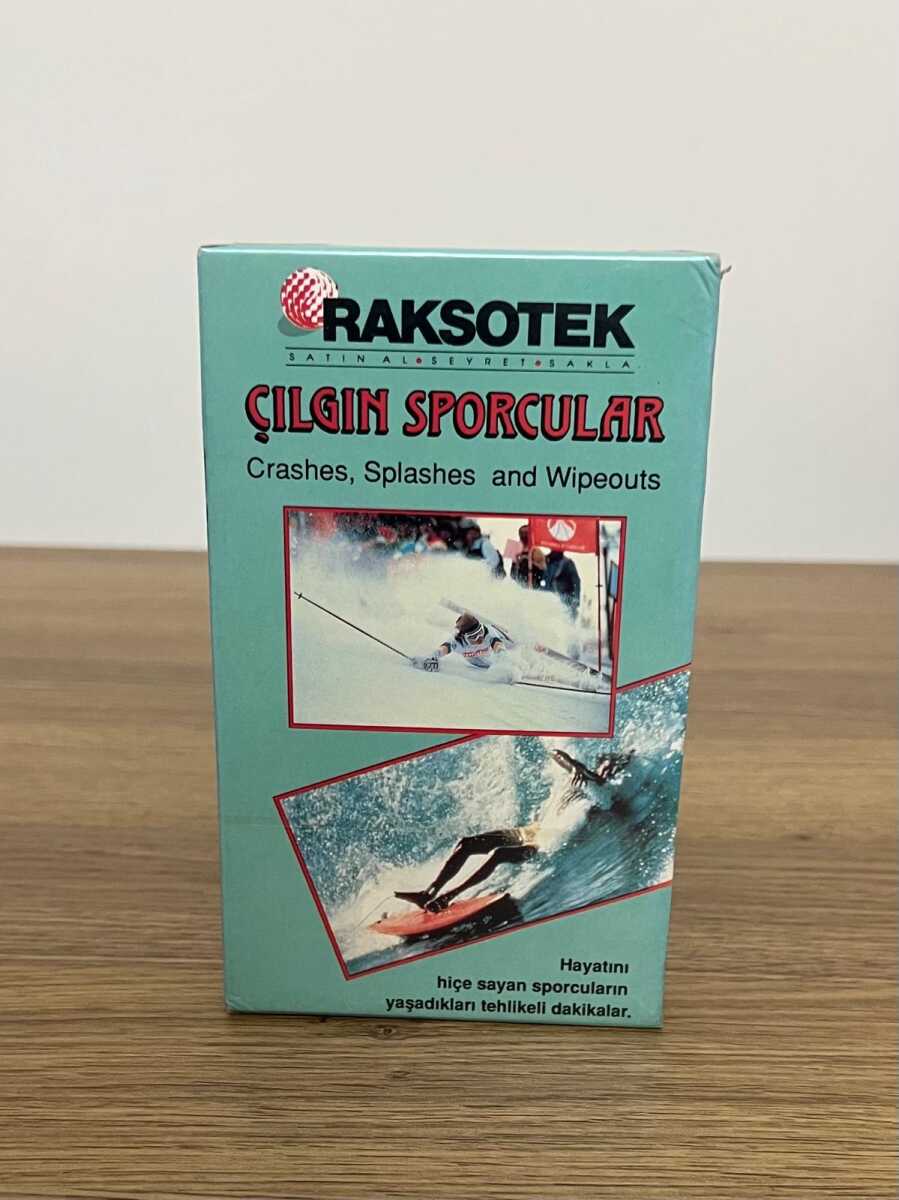 RAKSOTEK
SATIN AL•SEYRET•SAKLA
ÇILGIN SPORCULAR
Crashes, Splashes and Wipeouts
Hayatını
hiçe sayan sporcuların
yaşadıkları tehlikeli dakikalar.